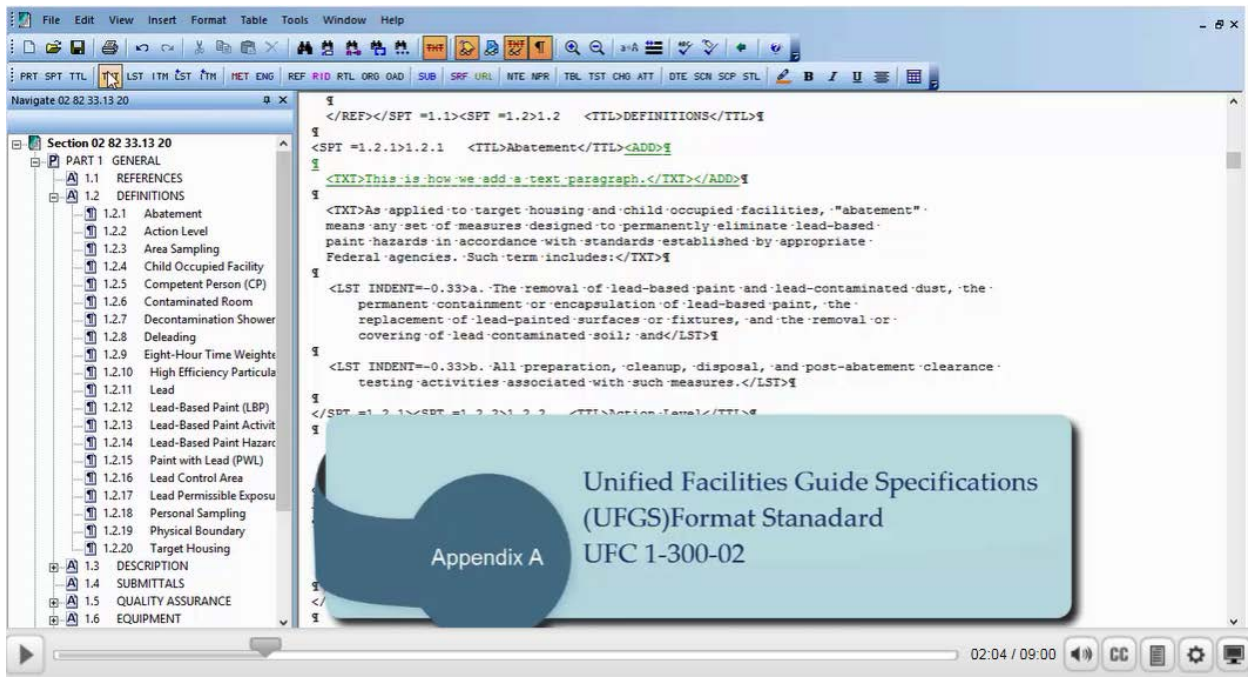 File Edit View Insert Format Table Tools Window Help
PRT SPT TTL TXT LST ITM LST ITM MET ENG REF RID RTL ORG OAD SUB SRF URL NTE NPR TBL TST CHG ATT DTE SCN SCP STL B I U
Navigate 02 82 33.13 20
Section 02 82 33.13 20
PART 1 GENERAL
1.1 REFERENCES
1.2 DEFINITIONS
1.2.1 Abatement
1.2.2 Action Level
1.2.3 Area Sampling
1.2.4 Child Occupied Facility
1.2.5 Competent Person (CP)
1.2.6 Contaminated Room
1.2.7 Decontamination Shower
1.2.8 Deleading
1.2.9 Eight-Hour Time Weighte
1.2.10 High Efficiency Particula
1.2.11 Lead
1.2.12 Lead-Based Paint (LBP)
1.2.13 Lead-Based Paint Activit
1.2.14 Lead-Based Paint Hazarc
1.2.15 Paint with Lead (PWL)
1.2.16 Lead Control Area
1.2.17 Lead Permissible Exposu
1.2.18 Personal Sampling
1.2.19 Physical Boundary
1.2.20 Target Housing
1.3 DESCRIPTION
1.4 SUBMITTALS
1.5 QUALITY ASSURANCE
1.6 EQUIPMENT
¶
</REF></SPT =1.1><SPT =1.2>1.2 <TTL>DEFINITIONS</TTL>¶
¶
<SPT =1.2.1>1.2.1 <TTL>Abatement</TTL><ADD>¶
¶
<TXT>This·is·how·we·add·a·text·paragraph.</TXT></ADD>¶
¶
<TXT>As·applied·to·target·housing·and·child·occupied·facilities,·"abatement"·
means·any·set·of·measures·designed·to·permanently·eliminate·lead-based·
paint·hazards·in·accordance·with·standards·established·by·appropriate·
Federal·agencies.·Such·term·includes:</TXT>¶
¶
<LST INDENT=-0.33>a.·The·removal·of·lead-based·paint·and·lead-contaminated·dust,·the·
permanent·containment·or·encapsulation·of·lead-based·paint,·the·
replacement·of·lead-painted·surfaces·or·fixtures,·and·the·removal·or·
covering·of·lead·contaminated·soil;·and</LST>¶
¶
<LST INDENT=-0.33>b.·All·preparation,·cleanup,·disposal,·and·post-abatement·clearance·
testing·activities·associated·with·such·measures.</LST>¶
¶
</SPT =1.2.1><SPT =1.2.2>1.2.2 <TTL>Action·Level</TTL>¶
¶
Appendix A
Unified Facilities Guide Specifications
(UFGS)Format Stanadard
UFC 1-300-02
¶
</
¶
02:04 / 09:00 CC